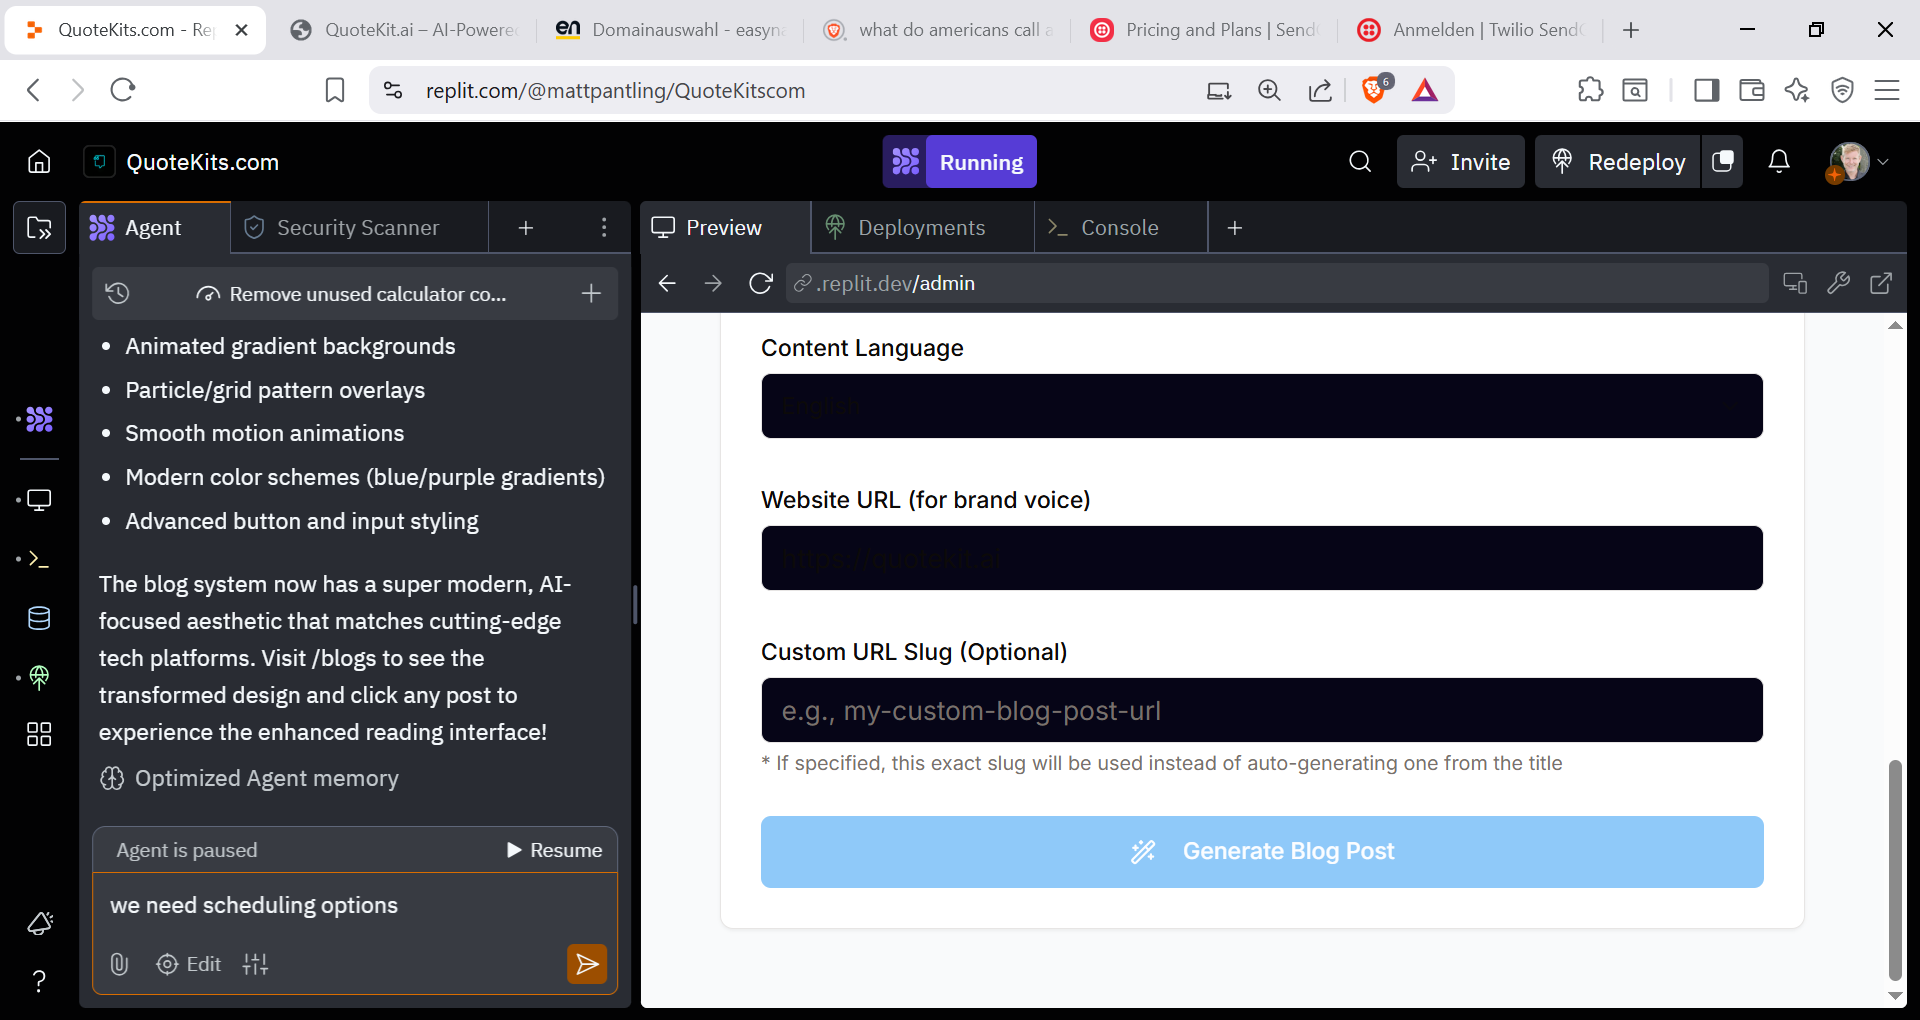 QuoteKits.com - Rep
QuoteKit.ai – AI-Powered
Domainauswahl - easyna
what do americans call a
Pricing and Plans | SendG
Anmelden | Twilio SendG
replit.com/@mattpantling/QuoteKitscom
6
QuoteKits.com
Running
Invite
Redeploy
Agent
Security Scanner
Preview
Deployments
Console
Remove unused calculator co...
.replit.dev/admin
• Animated gradient backgrounds
• Particle/grid pattern overlays
• Smooth motion animations
• Modern color schemes (blue/purple gradients)
• Advanced button and input styling
The blog system now has a super modern, AI-
focused aesthetic that matches cutting-edge
tech platforms. Visit /blogs to see the
transformed design and click any post to
experience the enhanced reading interface!
Optimized Agent memory
Agent is paused
Resume
we need scheduling options
Edit
Content Language
English
Website URL (for brand voice)
https://quotekit.ai
Custom URL Slug (Optional)
e.g., my-custom-blog-post-url
* If specified, this exact slug will be used instead of auto-generating one from the title
Generate Blog Post